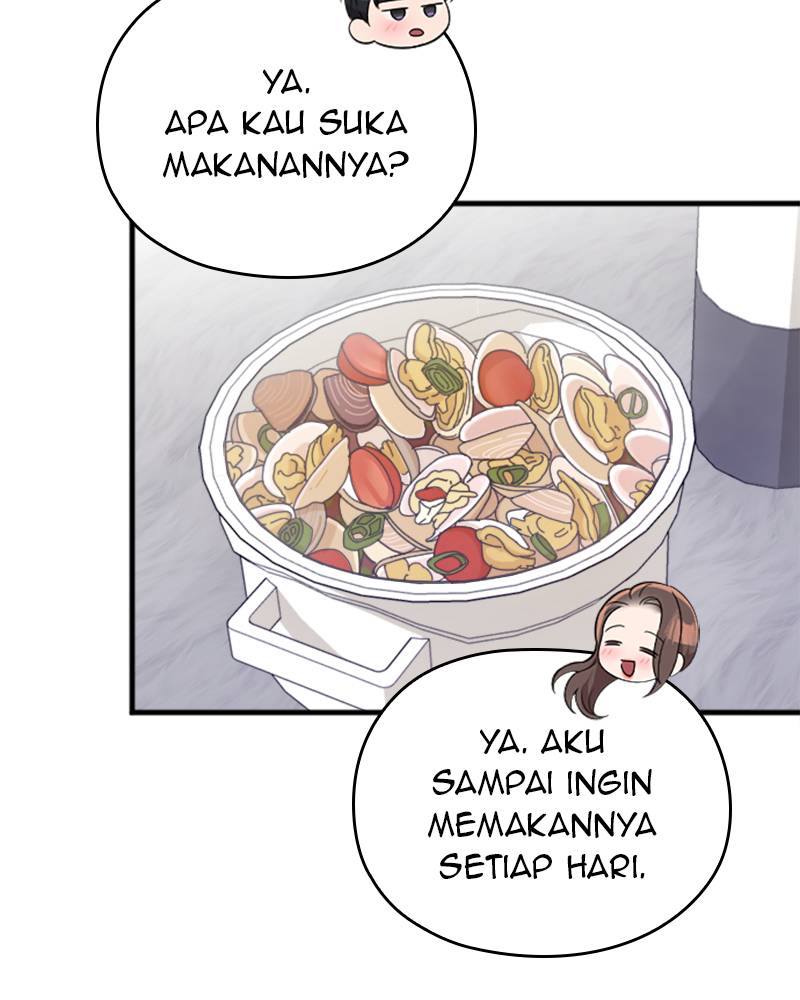 YA.
APA KAU SUKA
MAKANANNYA?
YA. AKU
SAMPAI INGIN
MEMAKANNYA
SETIAP HARI.